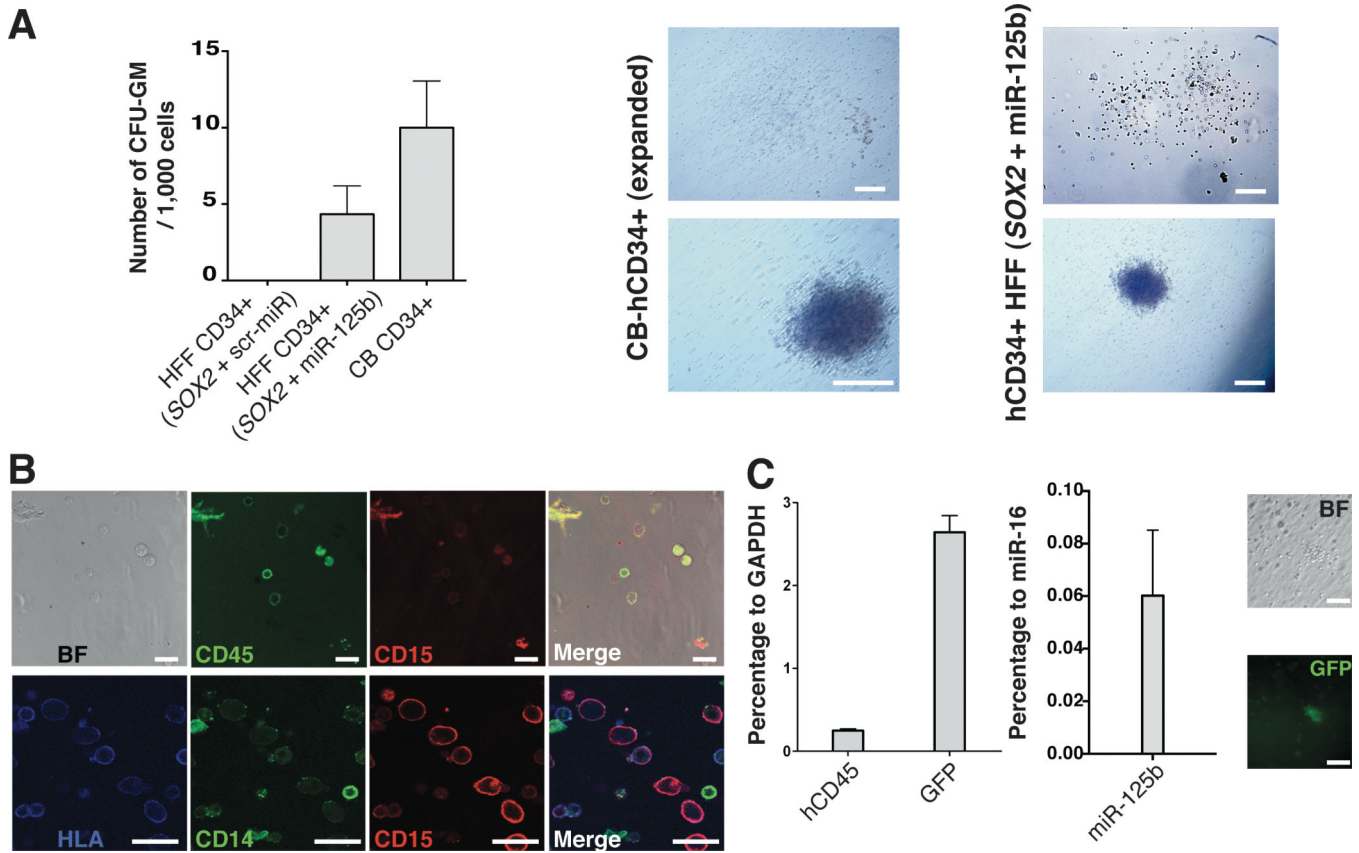 A
Number of CFU-GM
/ 1,000 cells
15
10
5
0
HFF CD34+
(SOX2 + scr-miR)
HFF CD34+
(SOX2 + miR-125b)
CB CD34+
CB-hCD34+ (expanded)
hCD34+ HFF (SOX2 + miR-125b)
B
BF
CD45
CD15
Merge
HLA
CD14
CD15
Merge
C
Percentage to GAPDH
3
2
1
0
hCD45
GFP
Percentage to miR-16
0.10
0.08
0.06
0.04
0.02
0.00
miR-125b
BF
GFP